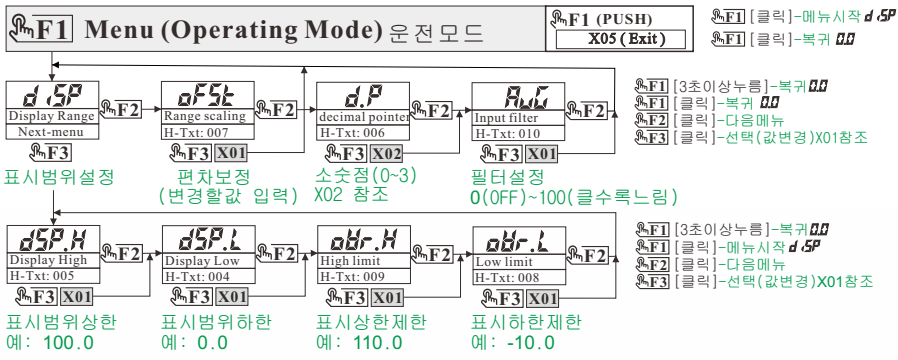 F1 Menu (Operating Mode) 운전모드
F1 (PUSH)
X05 (Exit)
F1 [클릭]-메뉴시작 d iSP
F1 [클릭]-복귀 0.0
d iSP
Display Range
Next-menu
F3
표시범위설정
F2
oFSt
Range scaling
H-Txt: 007
F3 X01
편차보정
(변경할값 입력)
F2
d.P
decimal pointer
H-Txt: 006
F3 X02
소숫점(0~3)
X02 참조
F2
AuG
Input filter
H-Txt: 010
F3 X01
필터설정
0(OFF)~100(클수록느림)
F2
F1 [3초이상누름]-복귀 0.0
F1 [클릭]-복귀 0.0
F2 [클릭]-다음메뉴
F3 [클릭]-선택(값변경)X01참조
dSP.H
Display High
H-Txt: 005
F3 X01
표시범위상한
예: 100.0
F2
dSP.L
Display Low
H-Txt: 004
F3 X01
표시범위하한
예: 0.0
F2
oUr.H
High limit
H-Txt: 009
F3 X01
표시상한제한
예: 110.0
F2
oUr.L
Low limit
H-Txt: 008
F3 X01
표시하한제한
예: -10.0
F2
F1 [3초이상누름]-복귀 0.0
F1 [클릭]-메뉴시작 d iSP
F2 [클릭]-다음메뉴
F3 [클릭]-선택(값변경)X01참조